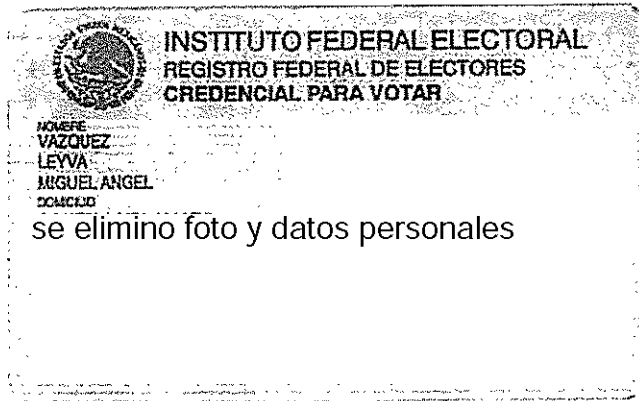 INSTITUTO FEDERAL ELECTORAL
REGISTRO FEDERAL DE ELECTORES
CREDENCIAL PARA VOTAR
NOMBRE
VAZQUEZ
LEYVA
MIGUEL ANGEL
DOMICILIO
se elimino foto y datos personales